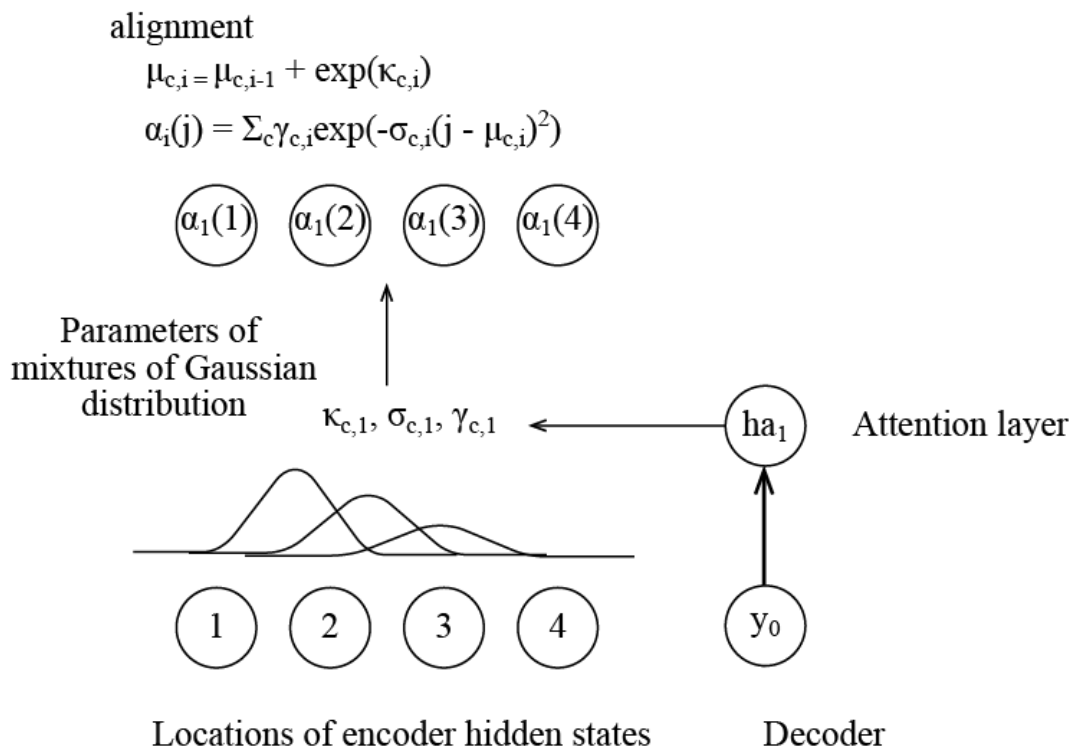 alignment
μc,i = μc,i-1 + exp(κc,i)
αi(j) = Σcγc,iexp(-σc,i(j - μc,i)²)
α1(1) α1(2) α1(3) α1(4)
Parameters of
mixtures of Gaussian
distribution
κc,1, σc,1, γc,1
ha1
Attention layer
1 2 3 4
y0
Locations of encoder hidden states
Decoder